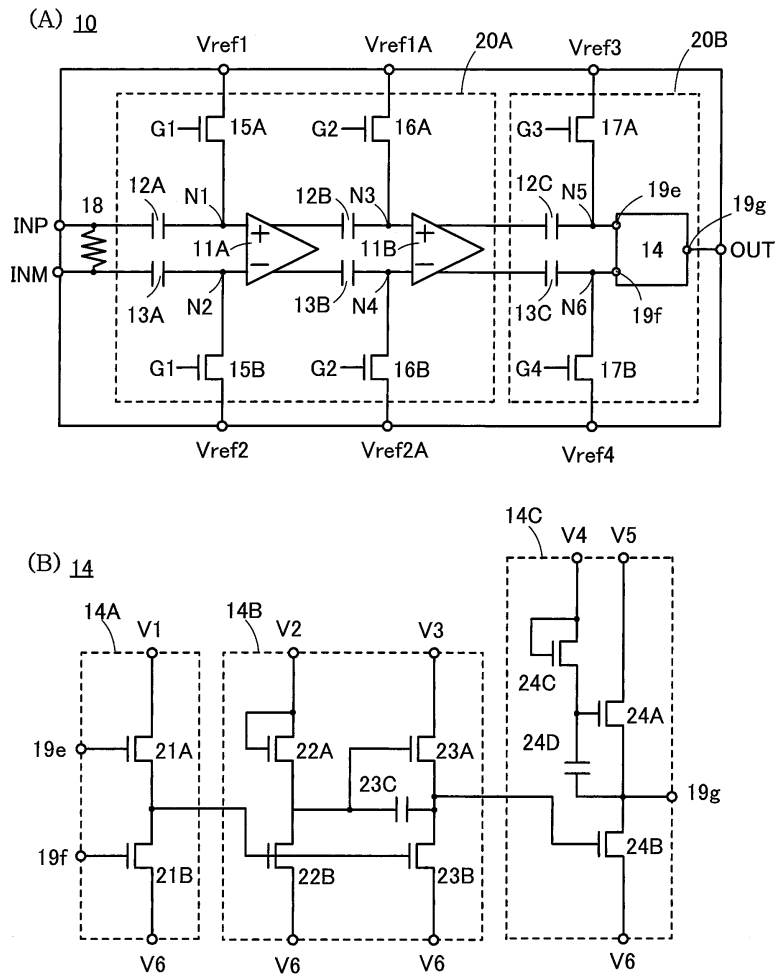 (A) 10
Vref1 Vref1A 20A Vref3 20B
G1 15A G2 16A G3 17A
18 12A N1 12B N3 12C N5 19e 19g
INP + 11A + 11B 14 OUT
INM − −
13A N2 13B N4 13C N6 19f
G1 15B G2 16B G4 17B
Vref2 Vref2A Vref4
(B) 14
14C V4 V5
14A V1 14B V2 V3
24C 24A
19e 21A 22A 23A 24D
23C 19g
19f 21B 22B 23B 24B
V6 V6 V6 V6